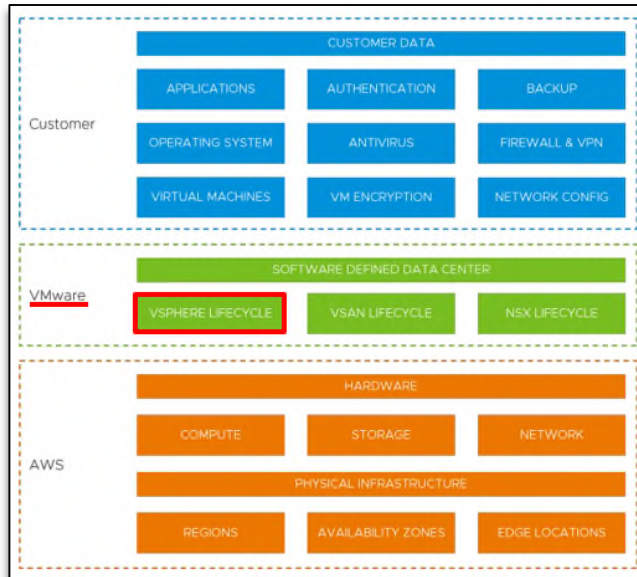 CUSTOMER DATA
APPLICATIONS AUTHENTICATION BACKUP
Customer
OPERATING SYSTEM ANTIVIRUS FIREWALL & VPN
VIRTUAL MACHINES VM ENCRYPTION NETWORK CONFIG
SOFTWARE DEFINED DATA CENTER
VMware
VSPHERE LIFECYCLE VSAN LIFECYCLE NSX LIFECYCLE
HARDWARE
COMPUTE STORAGE NETWORK
AWS
PHYSICAL INFRASTRUCTURE
REGIONS AVAILABILITY ZONES EDGE LOCATIONS